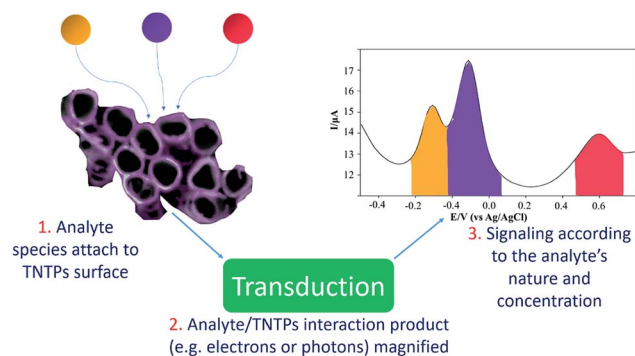 1. Analyte
species attach to
TNTPs surface
Transduction
2. Analyte/TNTPs interaction product
(e.g. electrons or photons) magnified
I/µA
17
16
15
14
13
12
-0.4
-0.2
-0.4
0.2
0.0
0.6
E/V (vs Ag/AgCl)
3. Signaling according
to the analyte's
nature and
concentration